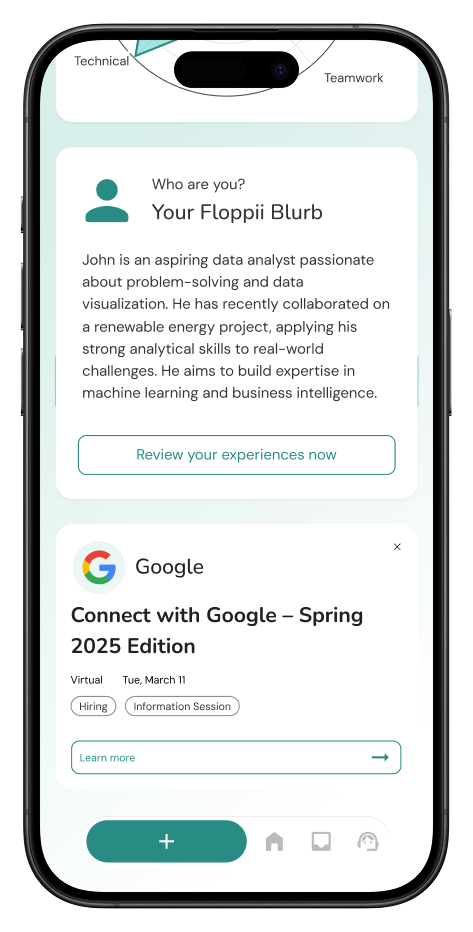 Technical
Teamwork
Who are you?
Your Floppii Blurb
John is an aspiring data analyst passionate
about problem-solving and data
visualization. He has recently collaborated on
a renewable energy project, applying his
strong analytical skills to real-world
challenges. He aims to build expertise in
machine learning and business intelligence.
Review your experiences now
Google
Connect with Google – Spring
2025 Edition
Virtual Tue, March 11
Hiring Information Session
Learn more